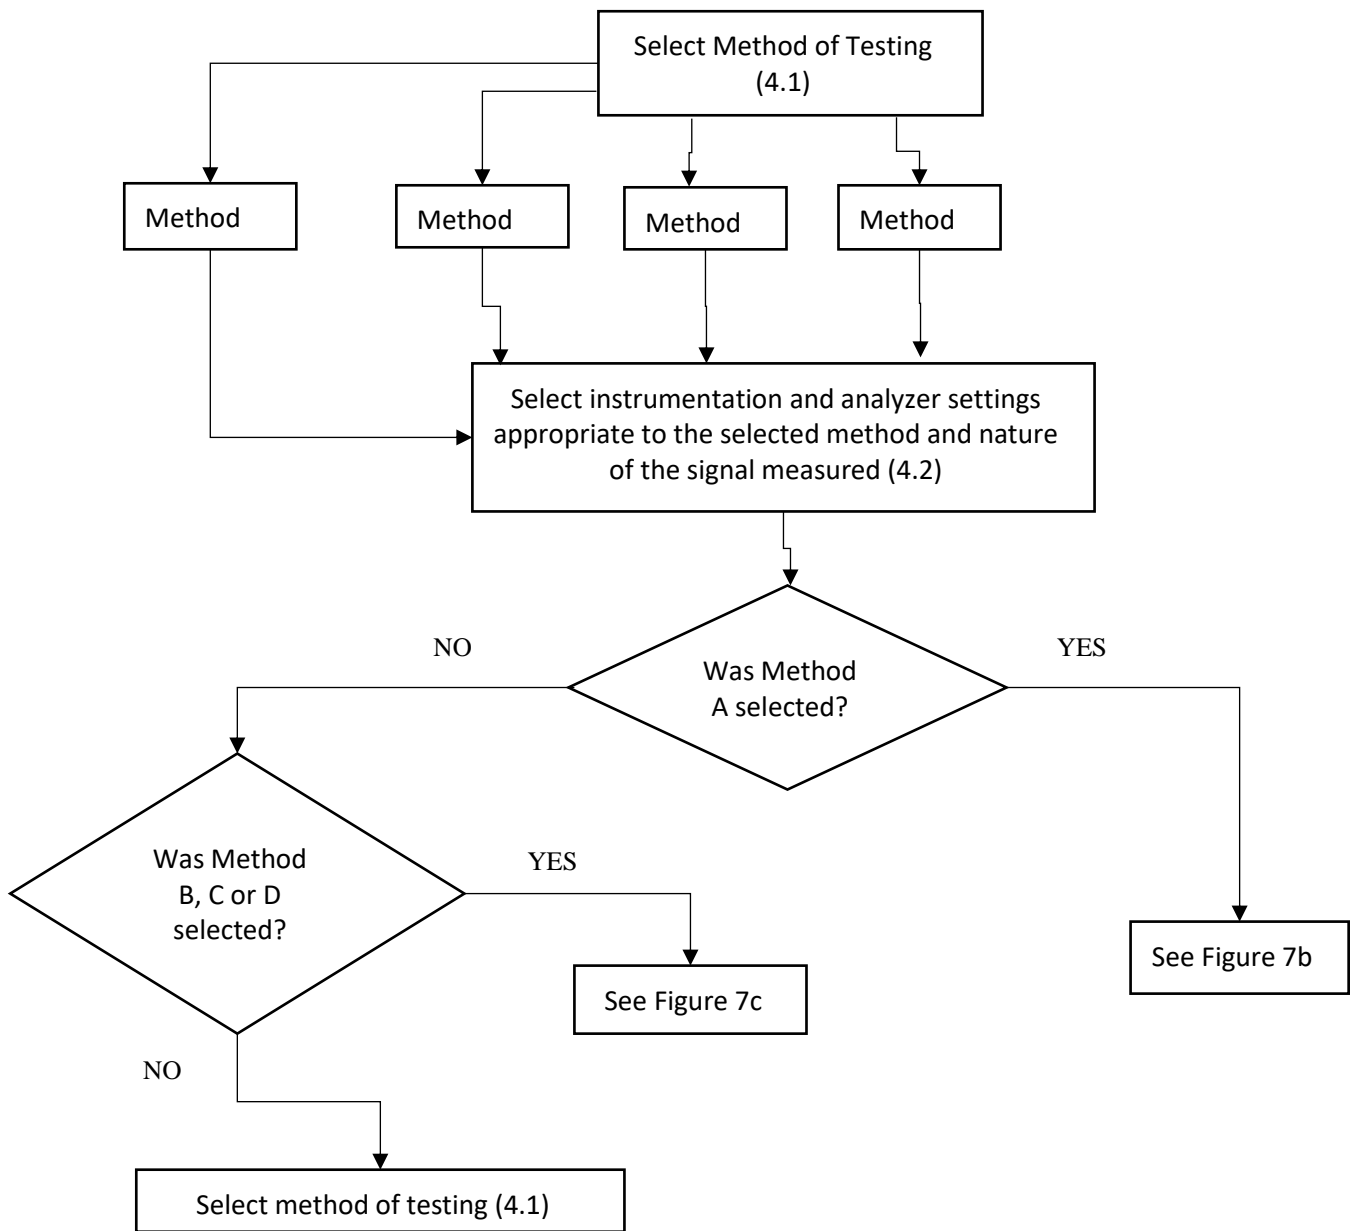 Select Method of Testing
(4.1)
Method
Method
Method
Method
Select instrumentation and analyzer settings
appropriate to the selected method and nature
of the signal measured (4.2)
NO
YES
Was Method
A selected?
Was Method
B, C or D
selected?
YES
See Figure 7b
See Figure 7c
NO
Select method of testing (4.1)